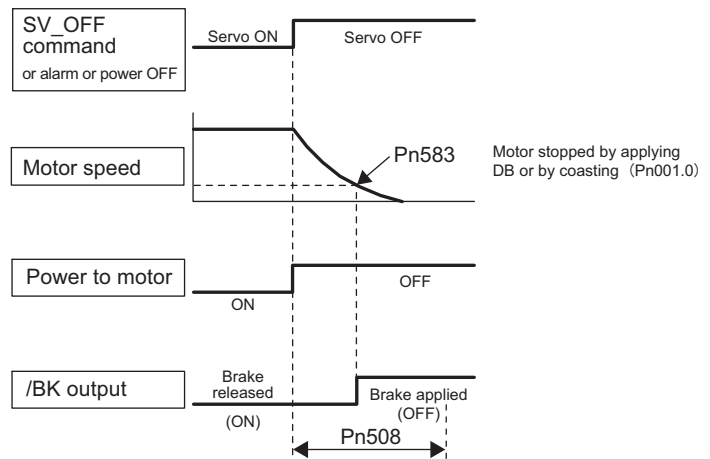 SV_OFF
command
or alarm or power OFF
Servo ON
Servo OFF
Motor speed
Pn583
Motor stopped by applying
DB or by coasting (Pn001.0)
Power to motor
ON
OFF
/BK output
Brake
released
(ON)
Brake applied
(OFF)
Pn508